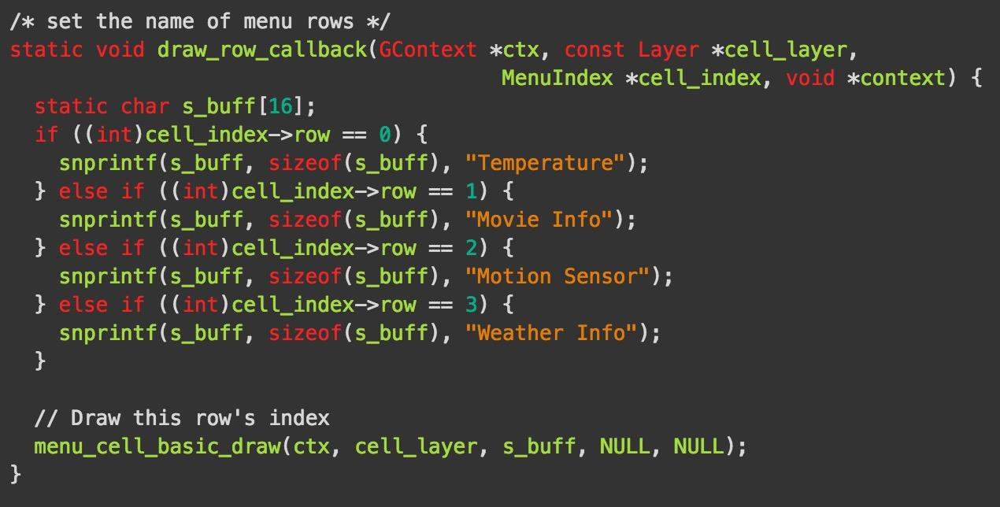 /* set the name of menu rows */
static void draw_row_callback(GContext *ctx, const Layer *cell_layer,
                                        MenuIndex *cell_index, void *context) {
  static char s_buff[16];
  if ((int)cell_index->row == 0) {
    snprintf(s_buff, sizeof(s_buff), "Temperature");
  } else if ((int)cell_index->row == 1) {
    snprintf(s_buff, sizeof(s_buff), "Movie Info");
  } else if ((int)cell_index->row == 2) {
    snprintf(s_buff, sizeof(s_buff), "Motion Sensor");
  } else if ((int)cell_index->row == 3) {
    snprintf(s_buff, sizeof(s_buff), "Weather Info");
  }

  // Draw this row's index
  menu_cell_basic_draw(ctx, cell_layer, s_buff, NULL, NULL);
}